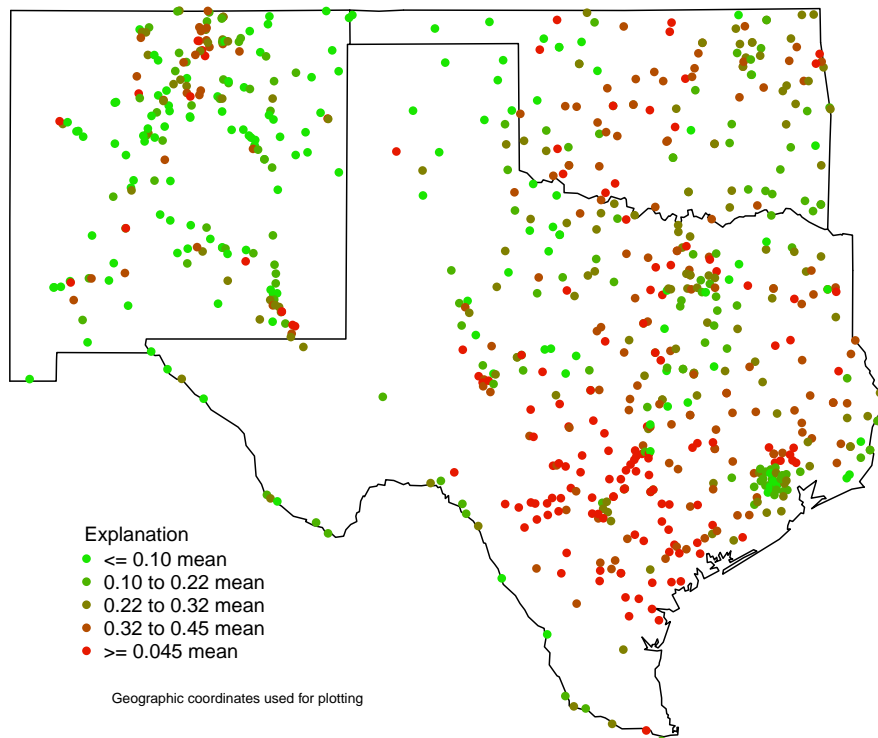 Explanation
<= 0.10 mean
0.10 to 0.22 mean
0.22 to 0.32 mean
0.32 to 0.45 mean
>= 0.045 mean
Geographic coordinates used for plotting